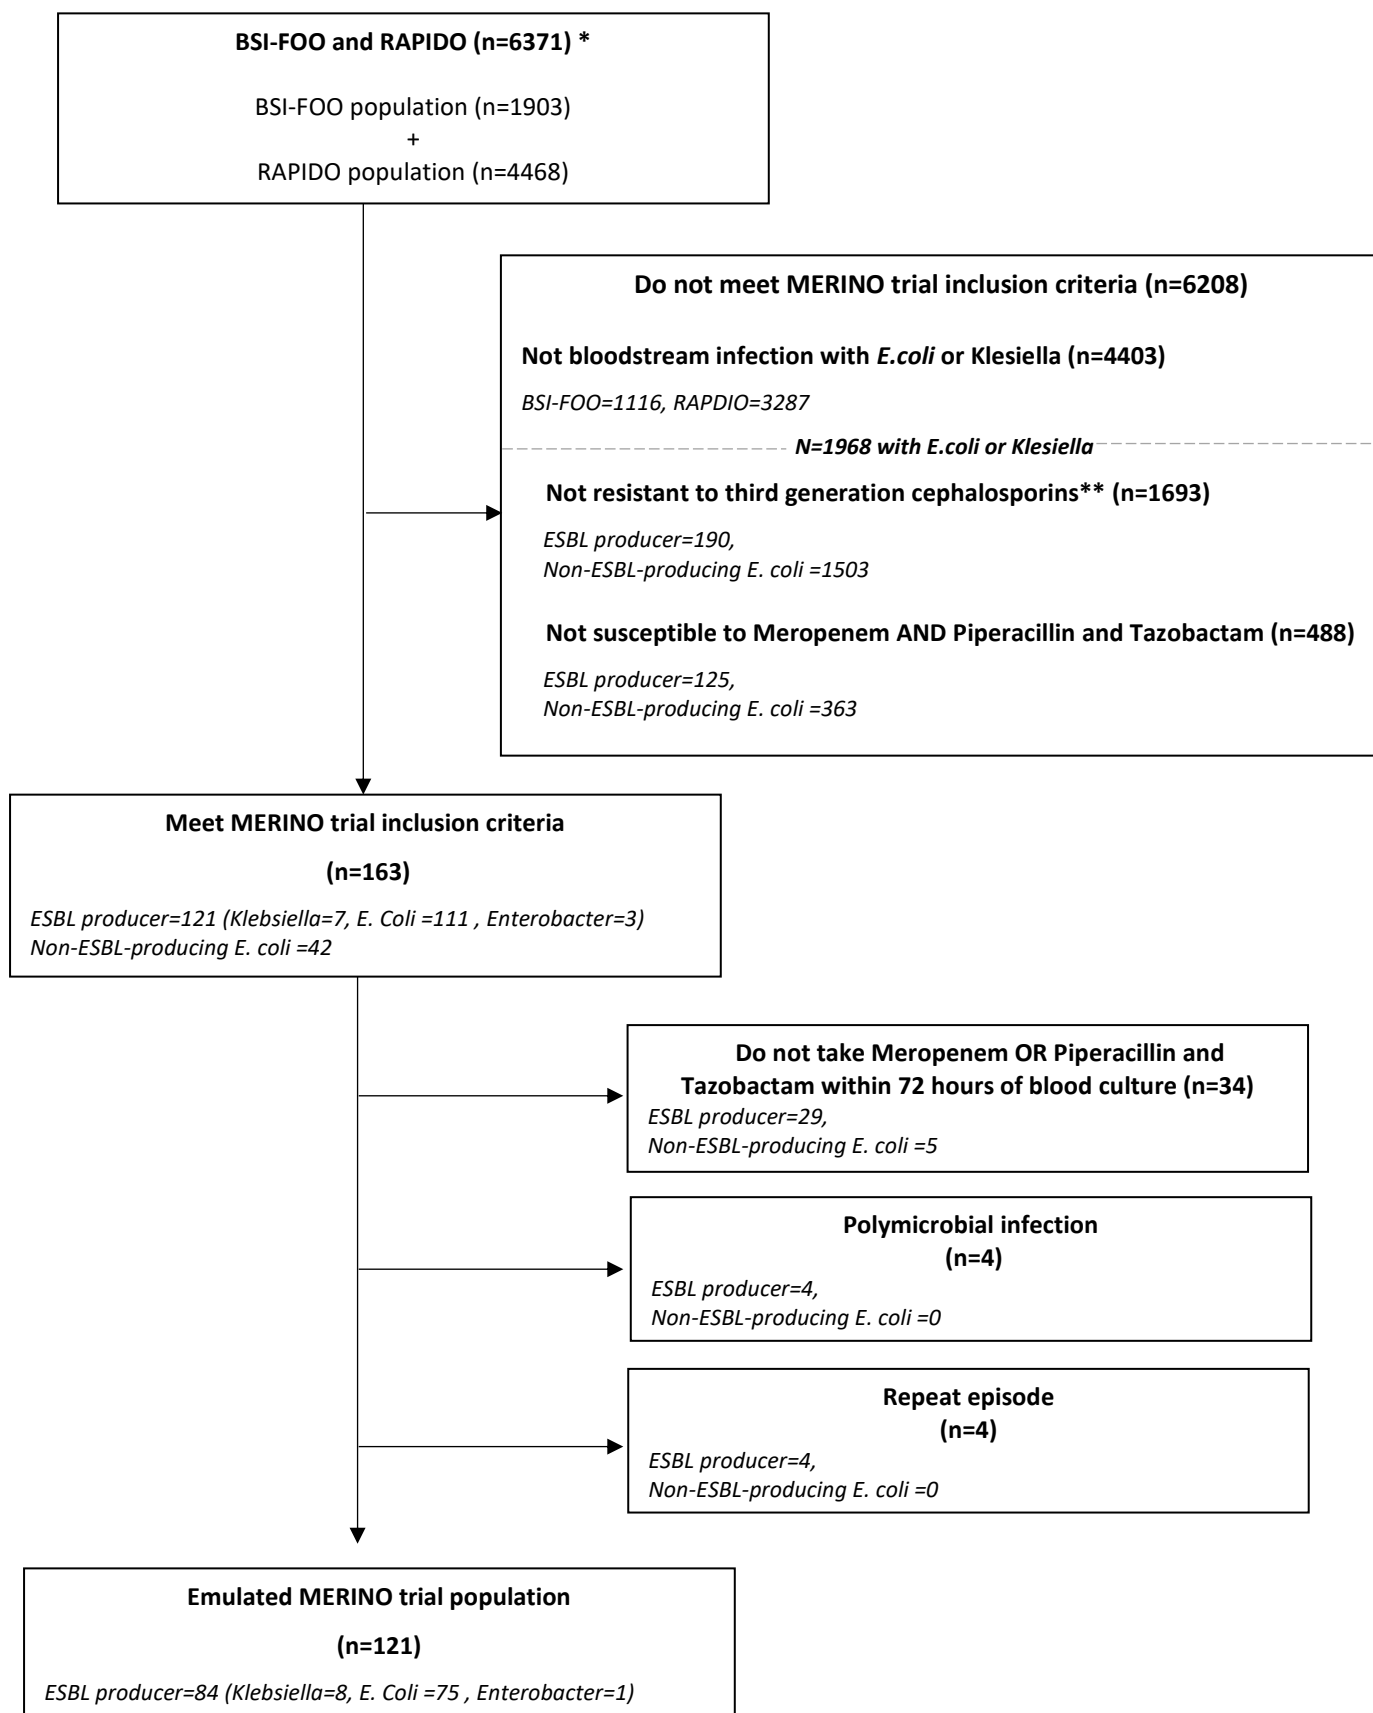 BSI-FOO and RAPIDO (n=6371) *
BSI-FOO population (n=1903)
+
RAPIDO population (n=4468)
Do not meet MERINO trial inclusion criteria (n=6208)
Not bloodstream infection with E.coli or Klesiella (n=4403)
BSI-FOO=1116, RAPDIO=3287
N=1968 with E.coli or Klesiella
Not resistant to third generation cephalosporins** (n=1693)
ESBL producer=190,
Non-ESBL-producing E. coli =1503
Not susceptible to Meropenem AND Piperacillin and Tazobactam (n=488)
ESBL producer=125,
Non-ESBL-producing E. coli =363
Meet MERINO trial inclusion criteria
(n=163)
ESBL producer=121 (Klebsiella=7, E. Coli =111 , Enterobacter=3)
Non-ESBL-producing E. coli =42
Do not take Meropenem OR Piperacillin and
Tazobactam within 72 hours of blood culture (n=34)
ESBL producer=29,
Non-ESBL-producing E. coli =5
Polymicrobial infection
(n=4)
ESBL producer=4,
Non-ESBL-producing E. coli =0
Repeat episode
(n=4)
ESBL producer=4,
Non-ESBL-producing E. coli =0
Emulated MERINO trial population
(n=121)
ESBL producer=84 (Klebsiella=8, E. Coli =75 , Enterobacter=1)